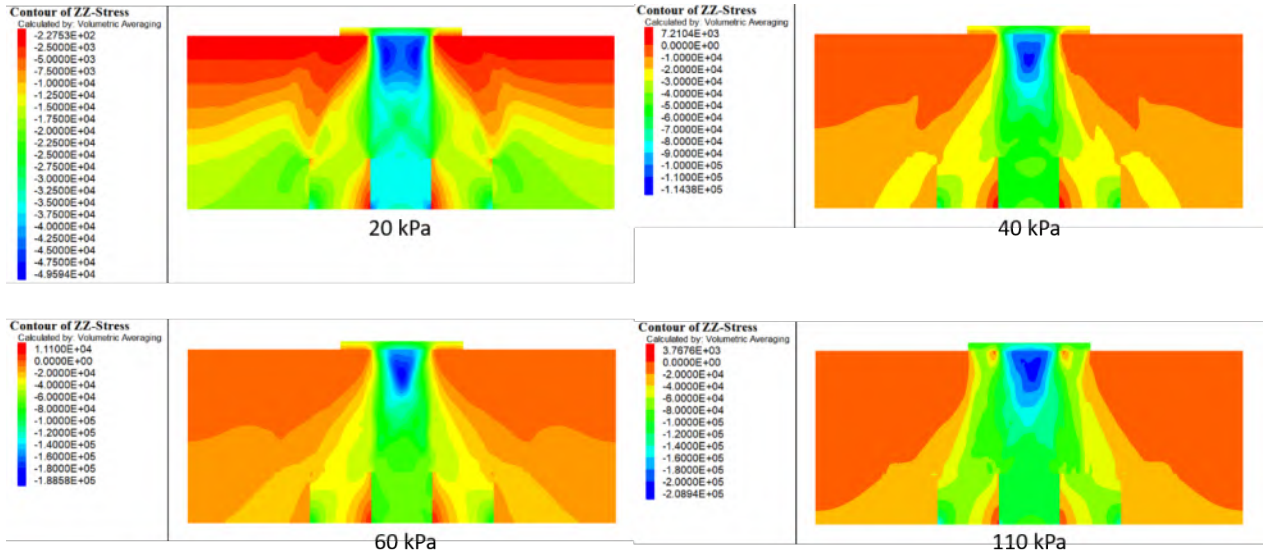 Contour of ZZ-Stress
Calculated by: Volumetric Averaging
-2.2753E+02
-2.5000E+03
-5.0000E+03
-7.5000E+03
-1.0000E+04
-1.2500E+04
-1.5000E+04
-1.7500E+04
-2.0000E+04
-2.2500E+04
-2.5000E+04
-2.7500E+04
-3.0000E+04
-3.2500E+04
-3.5000E+04
-3.7500E+04
-4.0000E+04
-4.2500E+04
-4.5000E+04
-4.7500E+04
-4.9594E+04
20 kPa
Contour of ZZ-Stress
Calculated by: Volumetric Averaging
7.2104E+03
0.0000E+00
-1.0000E+04
-2.0000E+04
-3.0000E+04
-4.0000E+04
-5.0000E+04
-6.0000E+04
-7.0000E+04
-8.0000E+04
-9.0000E+04
-1.0000E+05
-1.1000E+05
-1.1438E+05
40 kPa
Contour of ZZ-Stress
Calculated by: Volumetric Averaging
1.1100E+04
0.0000E+00
-2.0000E+04
-4.0000E+04
-6.0000E+04
-8.0000E+04
-1.0000E+05
-1.2000E+05
-1.4000E+05
-1.6000E+05
-1.8000E+05
-1.8858E+05
60 kPa
Contour of ZZ-Stress
Calculated by: Volumetric Averaging
3.7676E+03
0.0000E+00
-2.0000E+04
-4.0000E+04
-6.0000E+04
-8.0000E+04
-1.0000E+05
-1.2000E+05
-1.4000E+05
-1.6000E+05
-1.8000E+05
-2.0000E+05
-2.0894E+05
110 kPa